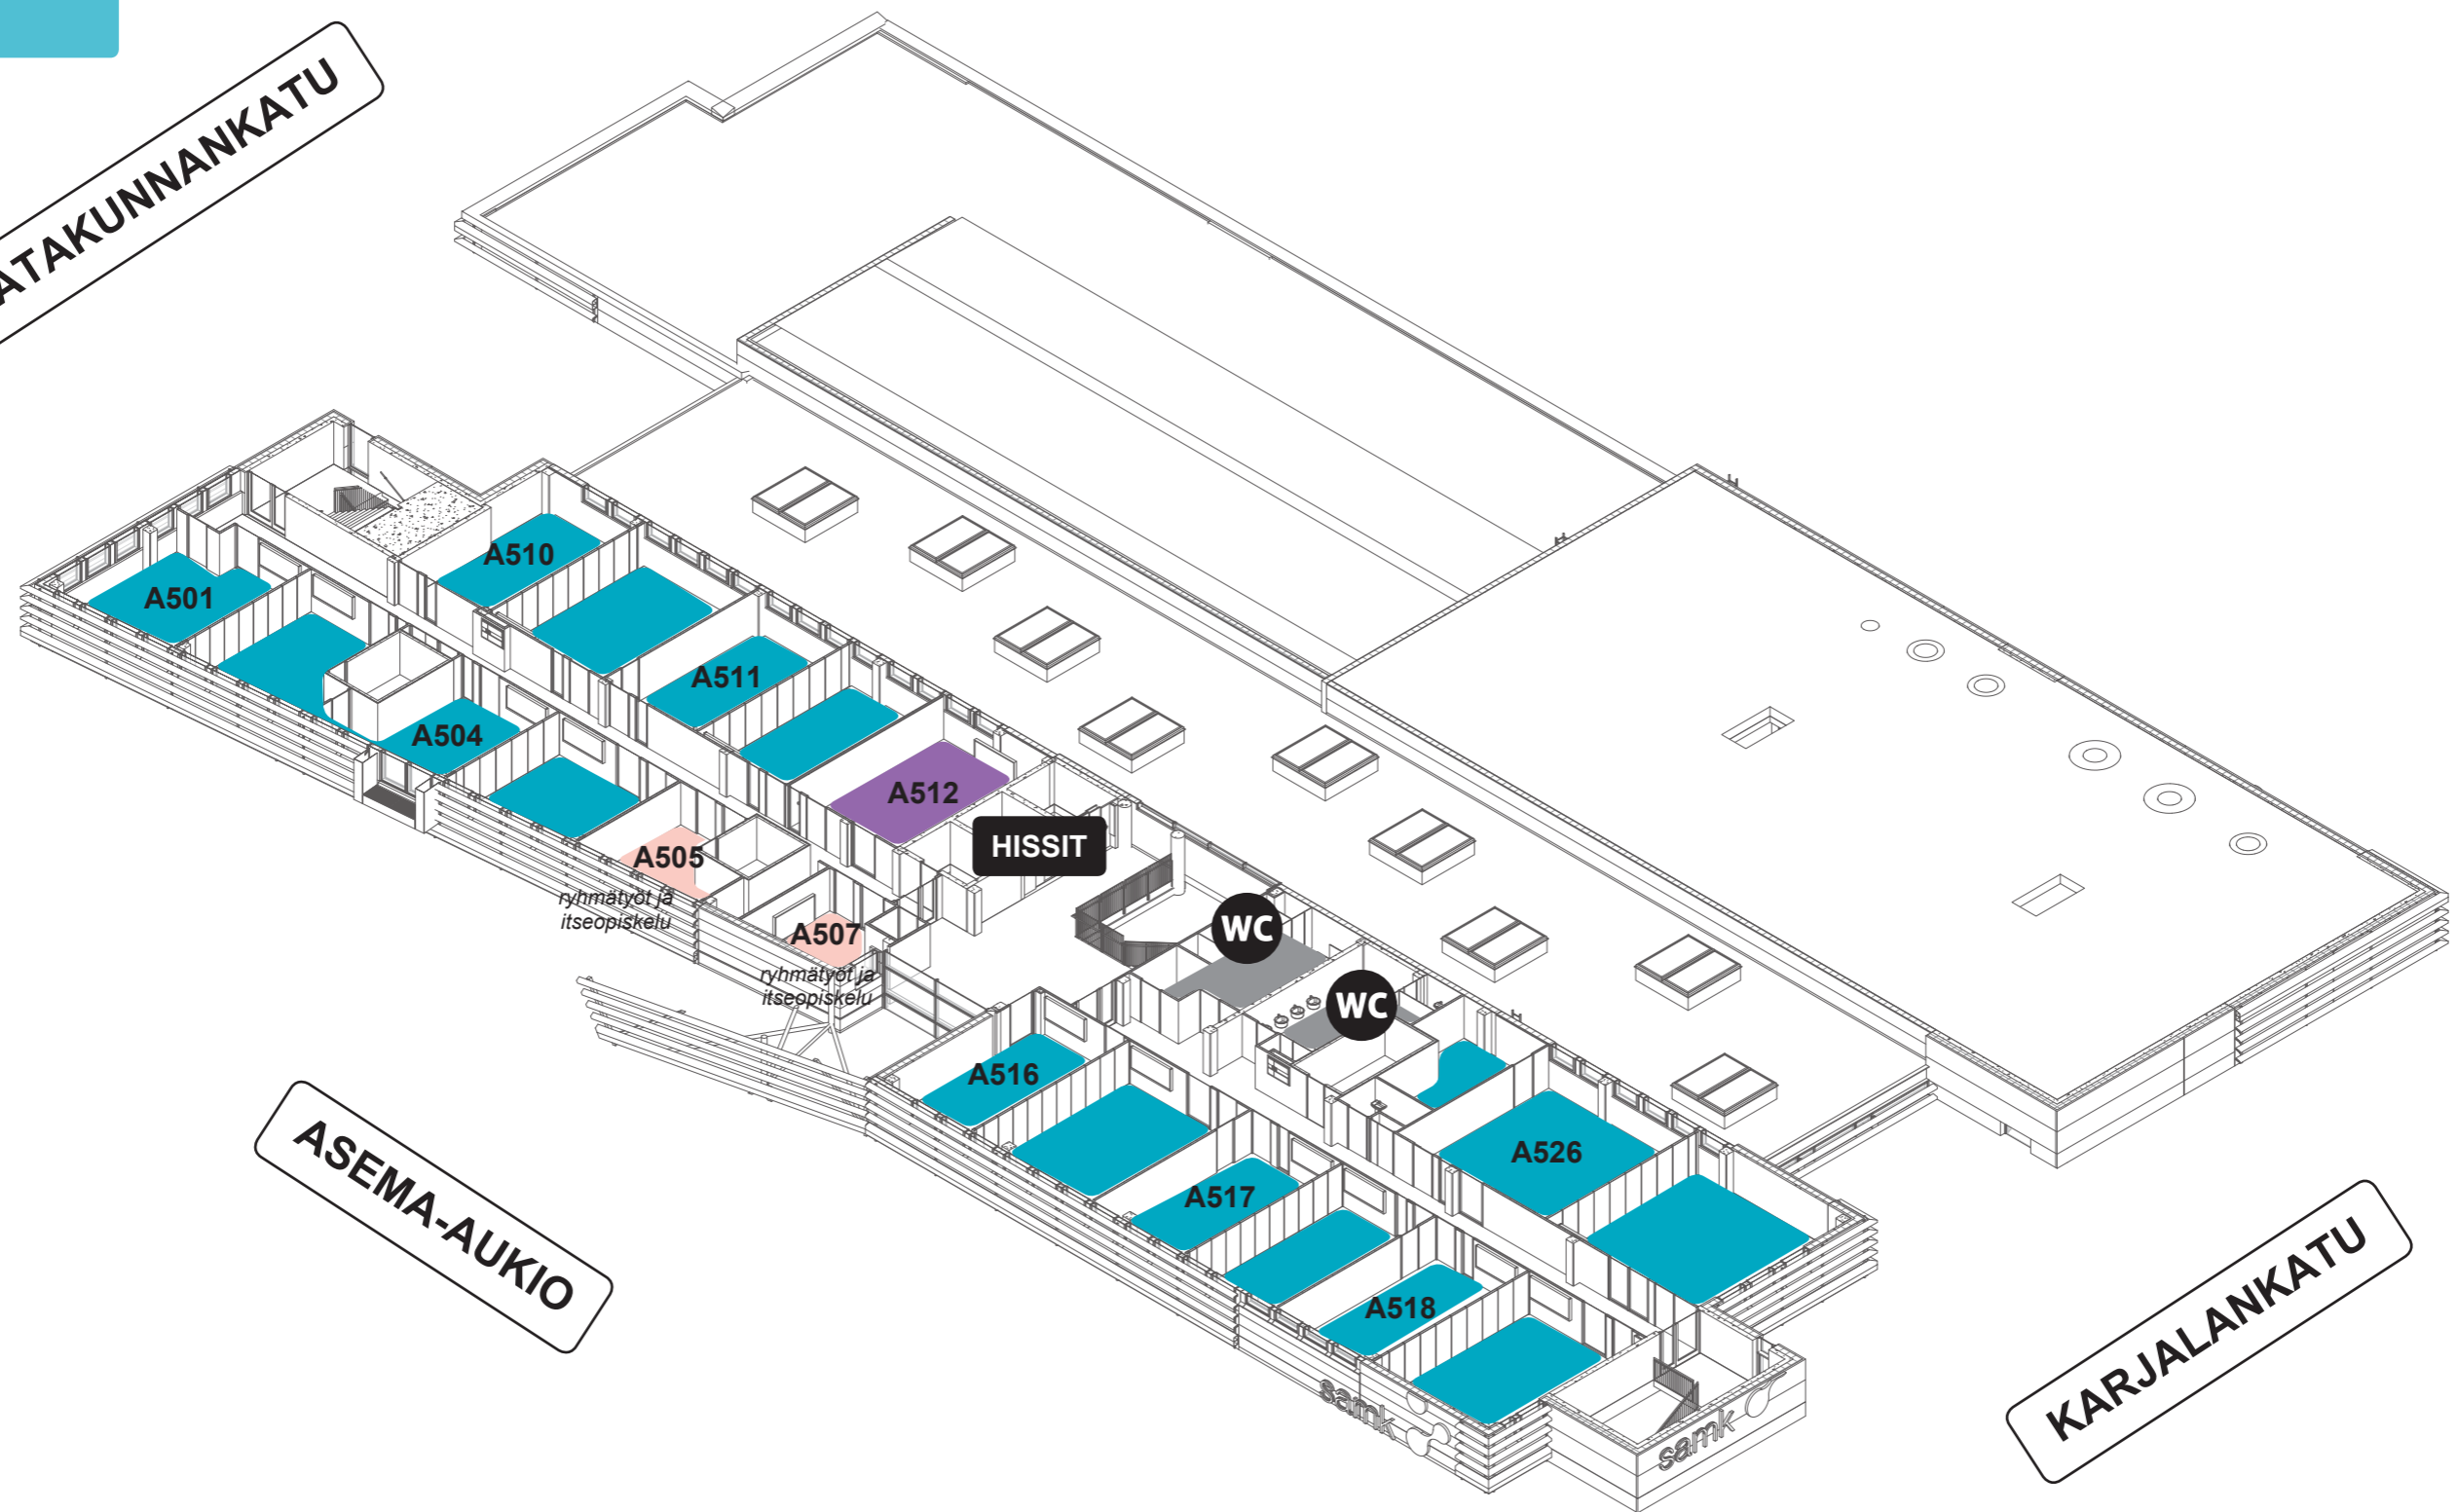 ATAKUNNANKATU
A510
A501
A511
A504
A512
HISSIT
A505
ryhmätyöt ja
itseopiskelu
A507
ryhmätyöt ja
itseopiskelu
WC
WC
A516
A526
A517
A518
ASEMA-AUKIO
KARJALANKATU
samk
samk